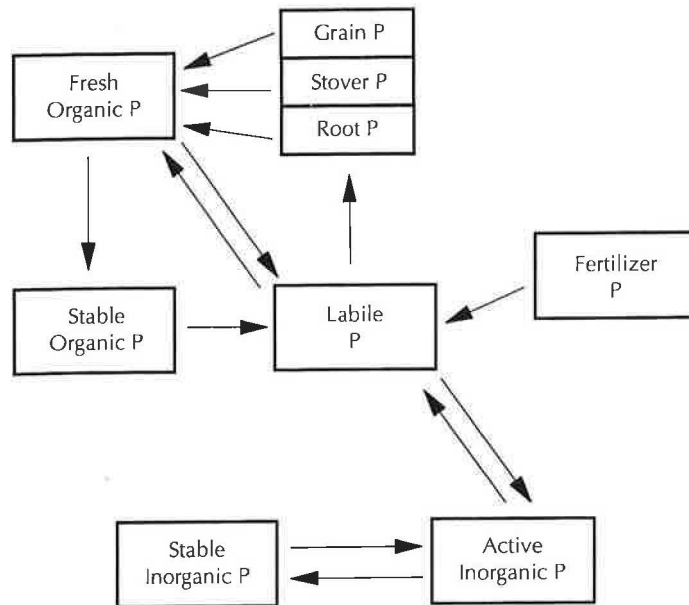 Grain P
Stover P
Root P
Fresh
Organic P
Fertilizer
P
Stable
Organic P
Labile
P
Stable
Inorganic P
Active
Inorganic P